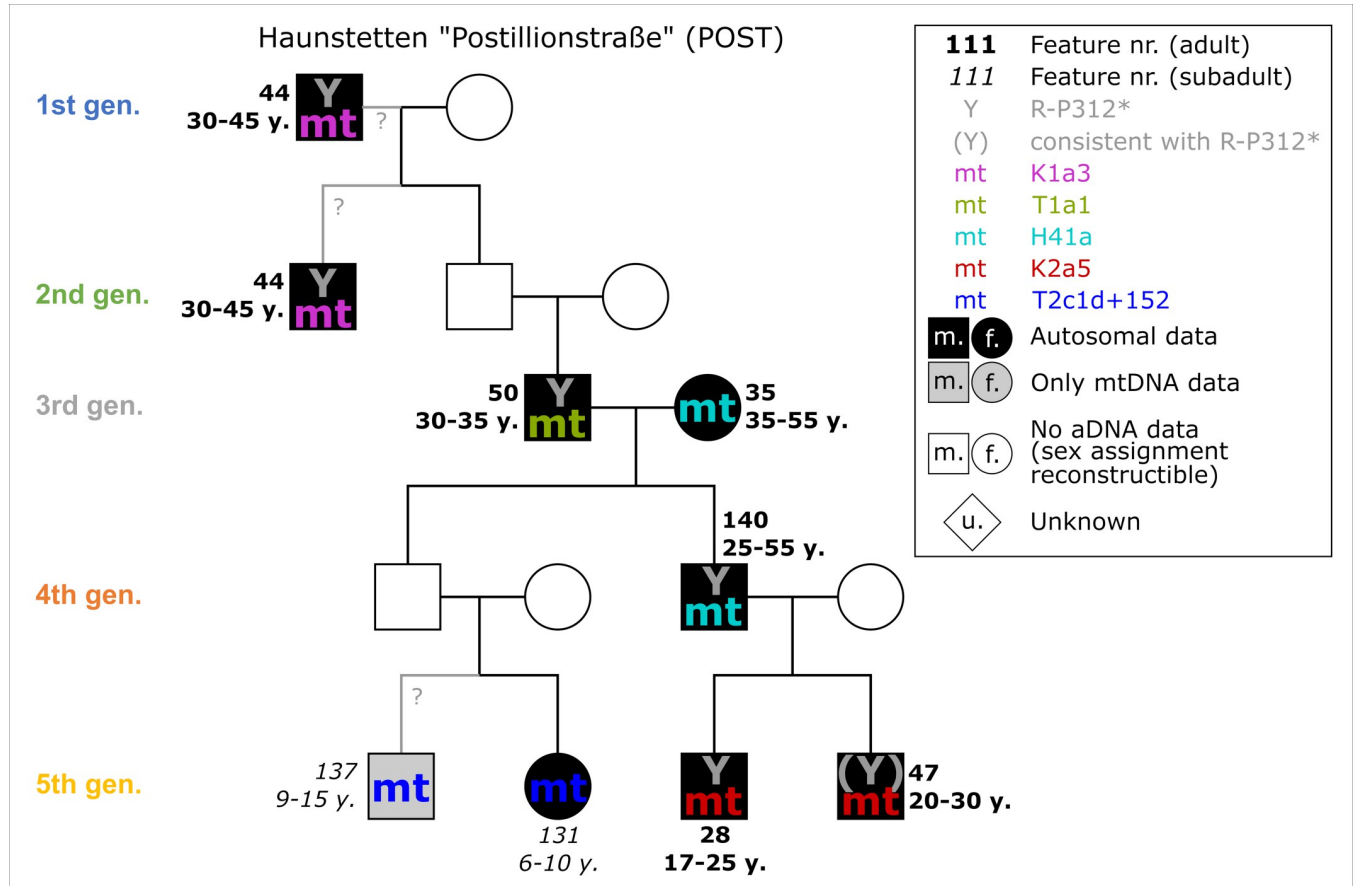 Haunstetten "Postillionstraße" (POST)
1st gen.
44
30-45 y.
Y
mt
?
?
2nd gen.
44
30-45 y.
Y
mt
3rd gen.
50
30-35 y.
Y
mt
mt
35
35-55 y.
140
25-55 y.
4th gen.
Y
mt
?
5th gen.
137
9-15 y.
mt
mt
131
6-10 y.
Y
mt
28
17-25 y.
(Y)
mt
47
20-30 y.
111 Feature nr. (adult)
111 Feature nr. (subadult)
Y R-P312*
(Y) consistent with R-P312*
mt K1a3
mt T1a1
mt H41a
mt K2a5
mt T2c1d+152
m. f. Autosomal data
m. f. Only mtDNA data
m. f. No aDNA data
(sex assignment
reconstructible)
u. Unknown